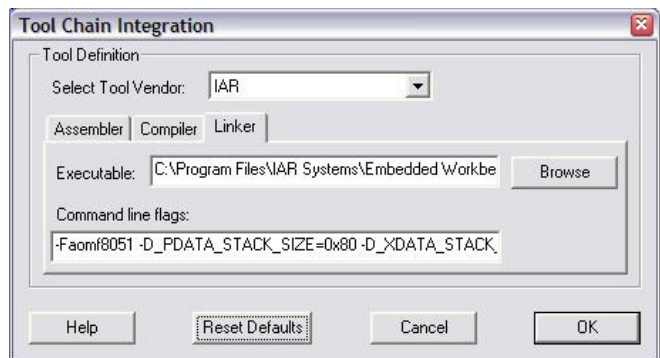 Tool Chain Integration
Tool Definition
Select Tool Vendor: IAR
Assembler Compiler Linker
Executable: C:\Program Files\IAR Systems\Embedded Workbe Browse
Command line flags:
-Faomf8051 -D_PDATA_STACK_SIZE=0x80 -D_XDATA_STACK_
Help Reset Defaults Cancel OK